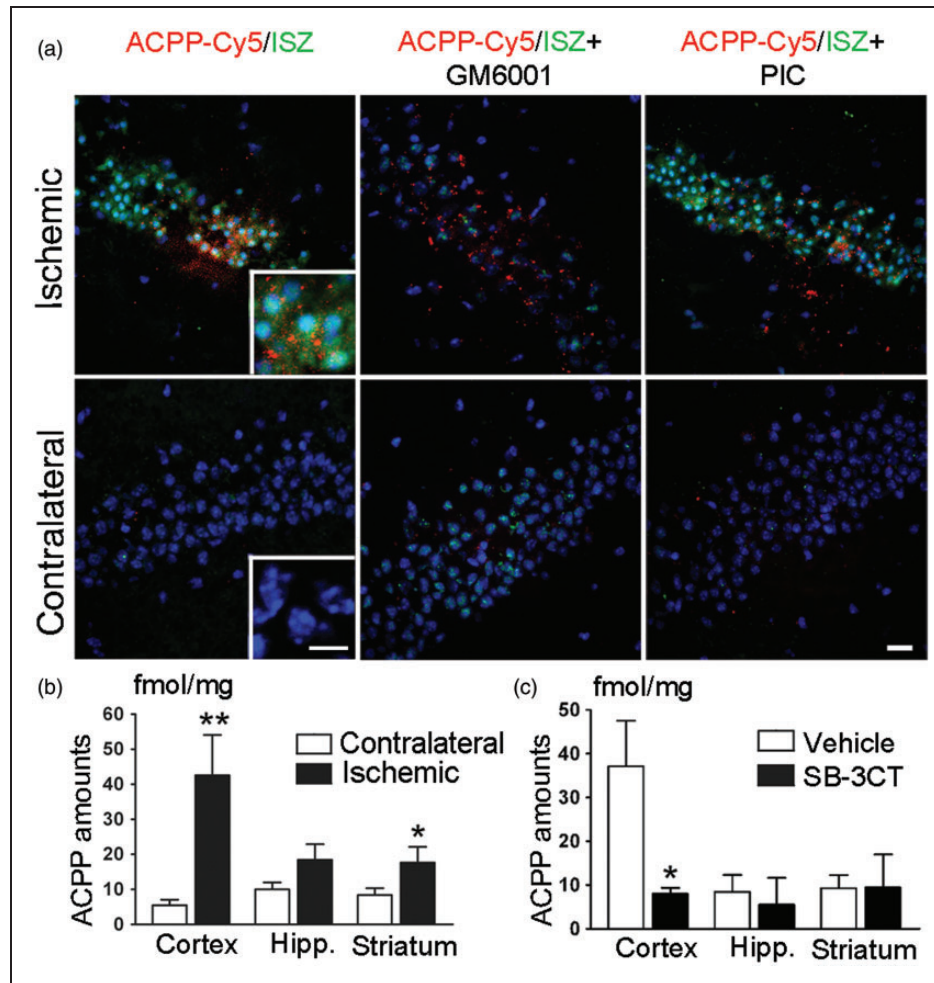 (a)
ACPP-Cy5/ISZ
ACPP-Cy5/ISZ+
GM6001
ACPP-Cy5/ISZ+
PIC
Ischemic
Contralateral
(b)
fmol/mg
ACPP amounts
60
50
40
30
20
10
0
**
*
Contralateral
Ischemic
Cortex
Hipp.
Striatum
(c)
fmol/mg
ACPP amounts
50
40
30
20
10
0
*
Vehicle
SB-3CT
Cortex
Hipp.
Striatum